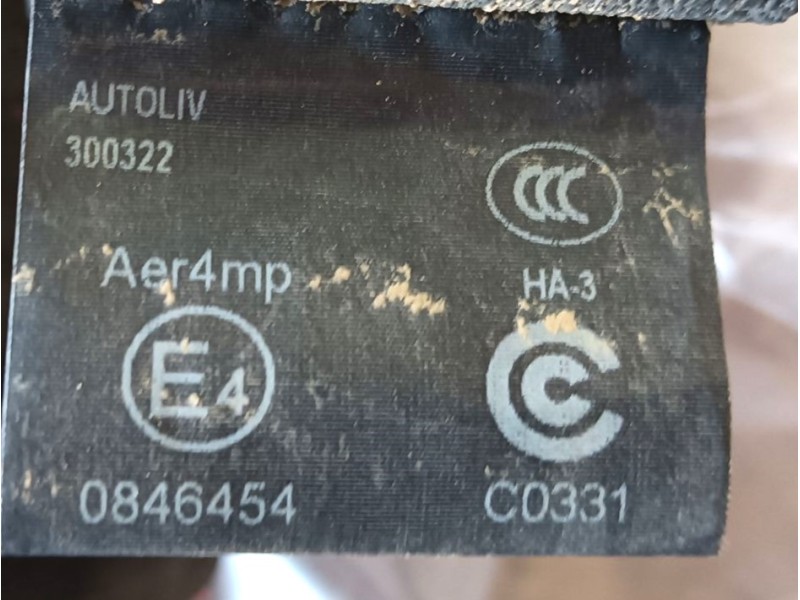 AUTOLIV
300322
CCC
Aer4mp
HA-3
E4
C
0846454
C0331